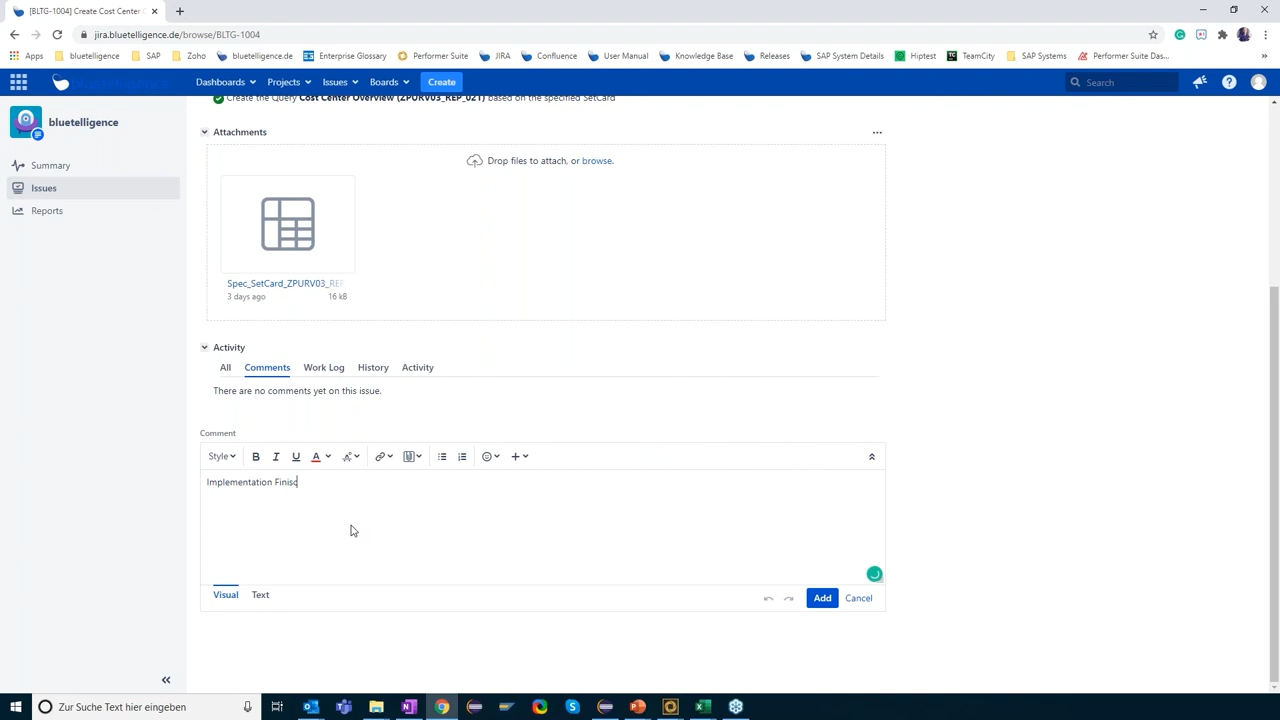 [BLTG-1004] Create Cost Center C
jira.bluetelligence.de/browse/BLTG-1004
Apps bluetelligence SAP Zoho bluetelligence.de Enterprise Glossary Performer Suite JIRA Confluence User Manual Knowledge Base Releases SAP System Details Hiptest TeamCity SAP Systems Performer Suite Das...
Dashboards Projects Issues Boards Create Search
bluetelligence
Summary
Issues
Reports
Create the Query Cost Center Overview (ZPURV03_REP_021) based on the specified SetCard
Attachments
Drop files to attach, or browse.
Spec_SetCard_ZPURV03_REF
3 days ago 16 kB
Activity
All Comments Work Log History Activity
There are no comments yet on this issue.
Comment
Style B I U A
Implementation Finisc
Visual Text
Add Cancel
Zur Suche Text hier eingeben